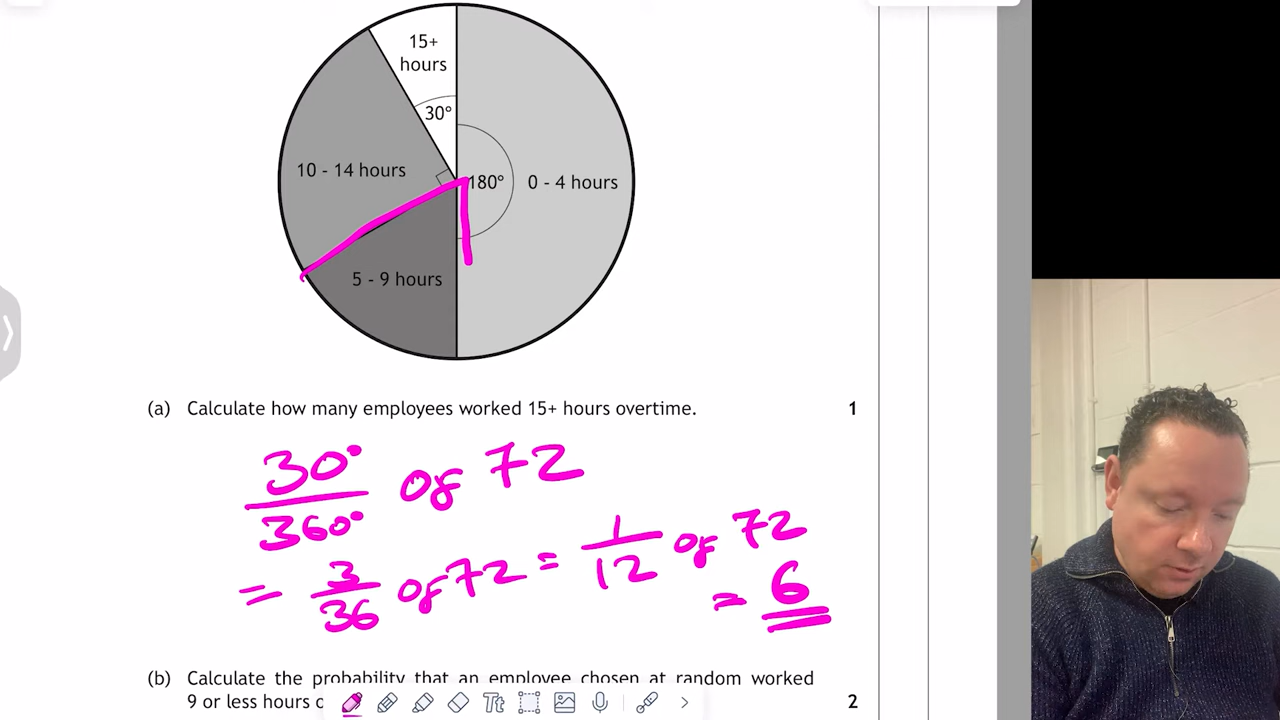 15+
hours
30°
10 - 14 hours
180°
0 - 4 hours
5 - 9 hours
(a) Calculate how many employees worked 15+ hours overtime. 1
30°/360° of 72
= 3/36 of 72 = 1/12 of 72
= 6
(b) Calculate the probability that an employee chosen at random worked
9 or less hours 2
Tt